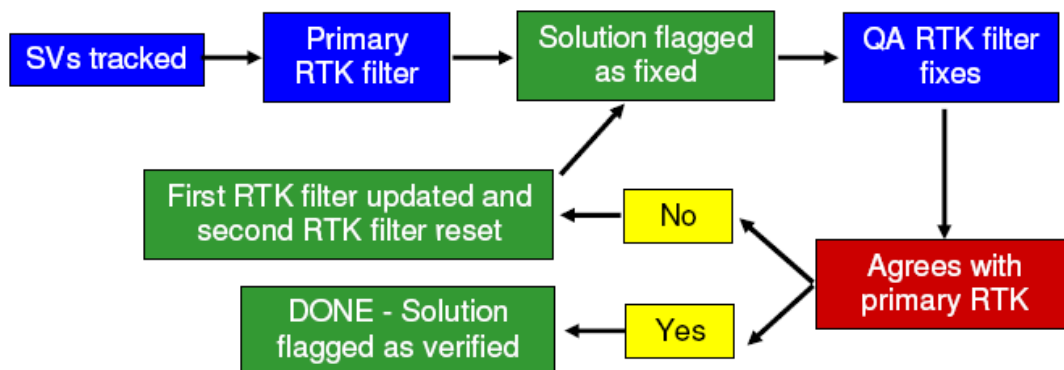 SVs tracked
Primary
RTK filter
Solution flagged
as fixed
QA RTK filter
fixes
First RTK filter updated and
second RTK filter reset
No
Agrees with
primary RTK
DONE - Solution
flagged as verified
Yes